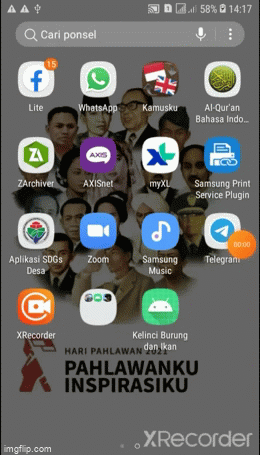 58% 14:17
Cari ponsel
15
Lite
WhatsApp
Kamusku
Al-Qur'an
Bahasa Indo...
ZArchiver
AXIS
AXISnet
myXL
Samsung Print
Service Plugin
Aplikasi SDGs
Desa
Zoom
Samsung
Music
Telegram
00:00
XRecorder
Kelinci Burung
dan Ikan
HARI PAHLAWAN 2021
PAHLAWANKU
INSPIRASIKU
XRecorder
imgflip.com